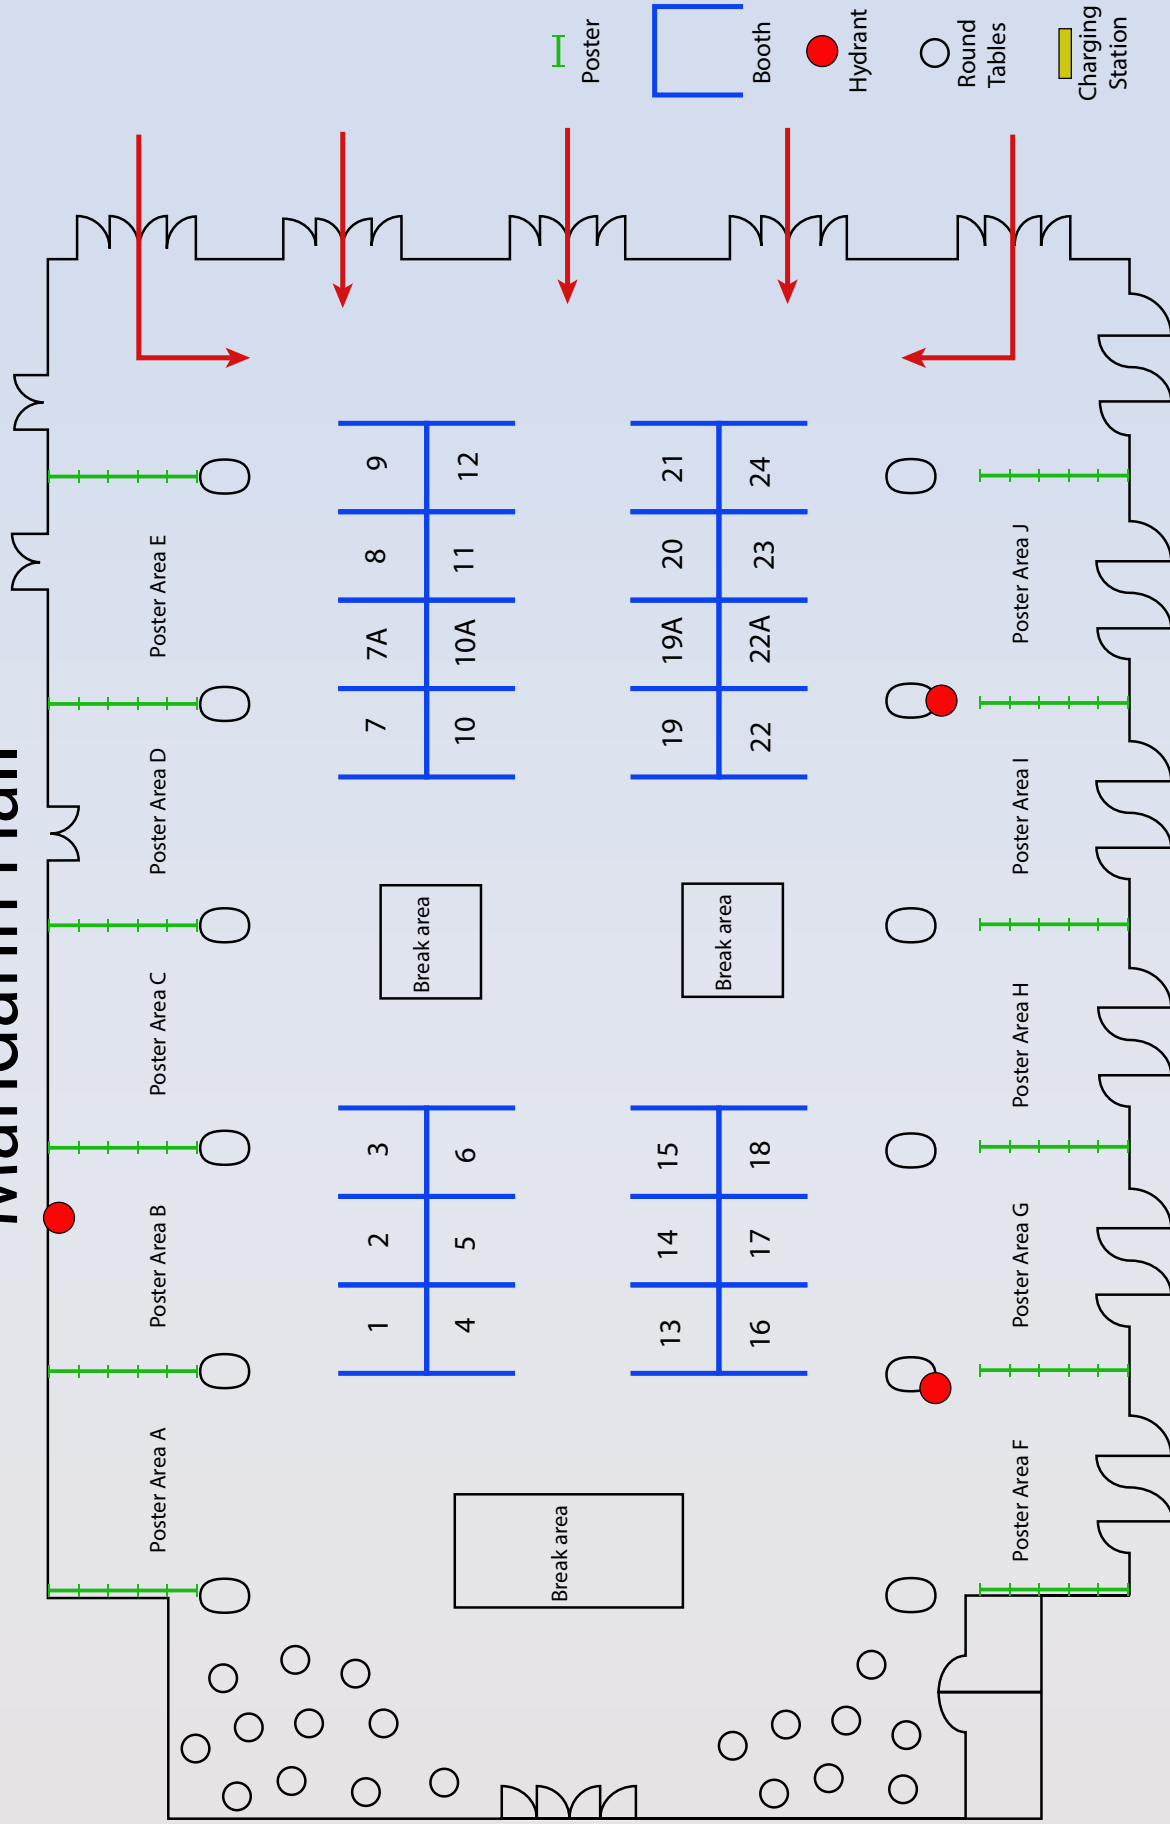 Mandarin Hall
Poster Area A
Poster Area B
Poster Area C
Poster Area D
Poster Area E
1 2 3
7 7A 8 9
Break area
4 5 6
10 10A 11 12
Break area
13 14 15
19 19A 20 21
Break area
16 17 18
22 22A 23 24
Poster Area F
Poster Area G
Poster Area H
Poster Area I
Poster Area J
Poster
Booth
Hydrant
Round
Tables
Charging
Station